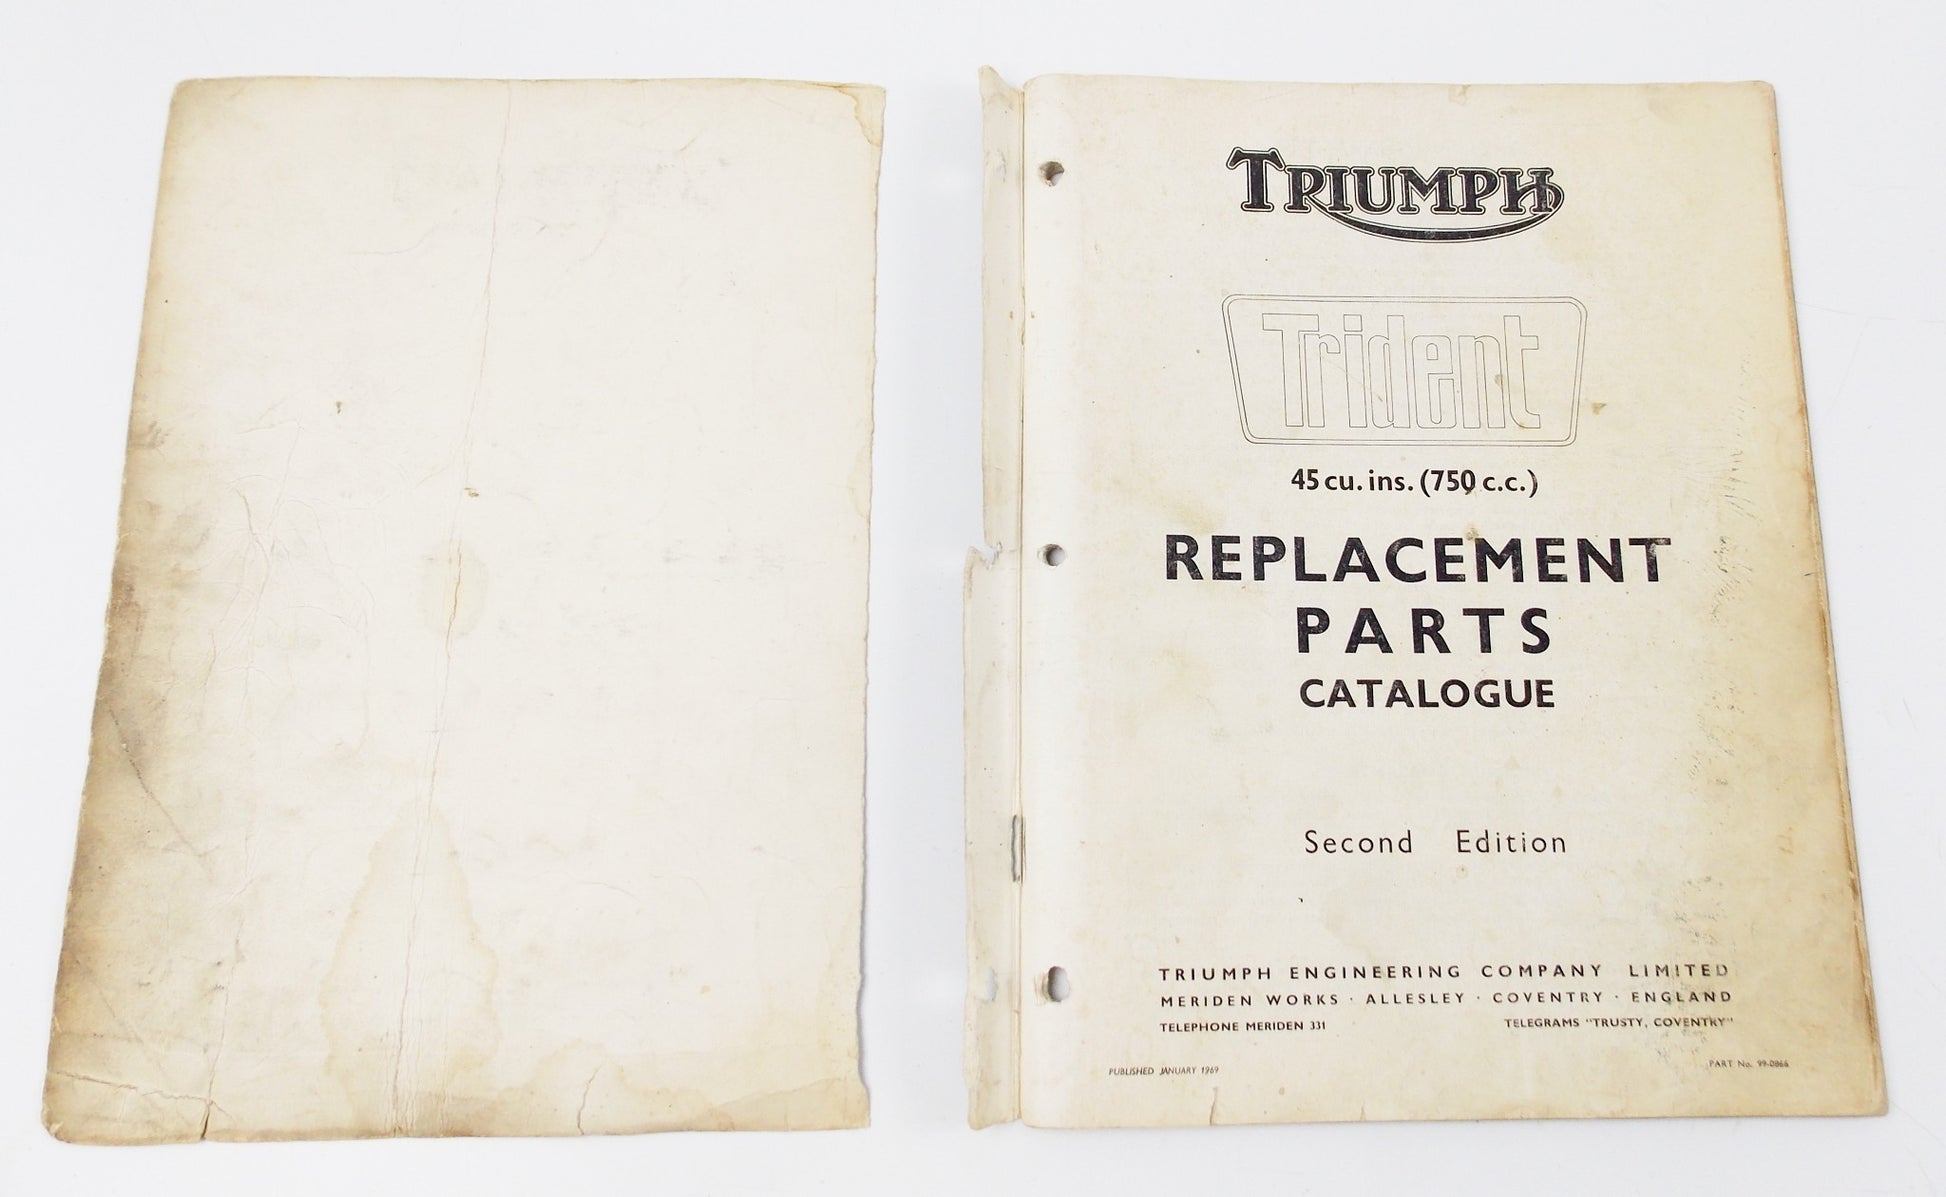 TRIUMPH
Trident
45 cu. ins. (750 c.c.)
REPLACEMENT
PARTS
CATALOGUE
Second Edition
TRIUMPH ENGINEERING COMPANY LIMITED
MERIDEN WORKS · ALLESLEY · COVENTRY · ENGLAND
TELEPHONE MERIDEN 331 TELEGRAMS "TRUSTY, COVENTRY"
PUBLISHED JANUARY 1969 PART No. 99-0866